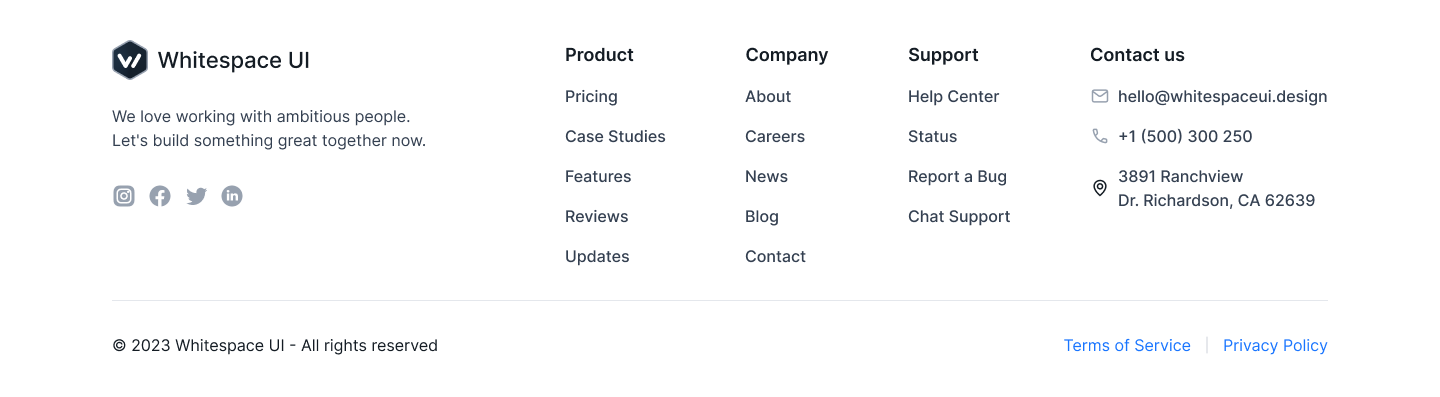 Whitespace UI
We love working with ambitious people.
Let's build something great together now.
Product
Pricing
Case Studies
Features
Reviews
Updates
Company
About
Careers
News
Blog
Contact
Support
Help Center
Status
Report a Bug
Chat Support
Contact us
hello@whitespaceui.design
+1 (500) 300 250
3891 Ranchview
Dr. Richardson, CA 62639
© 2023 Whitespace UI - All rights reserved
Terms of Service | Privacy Policy